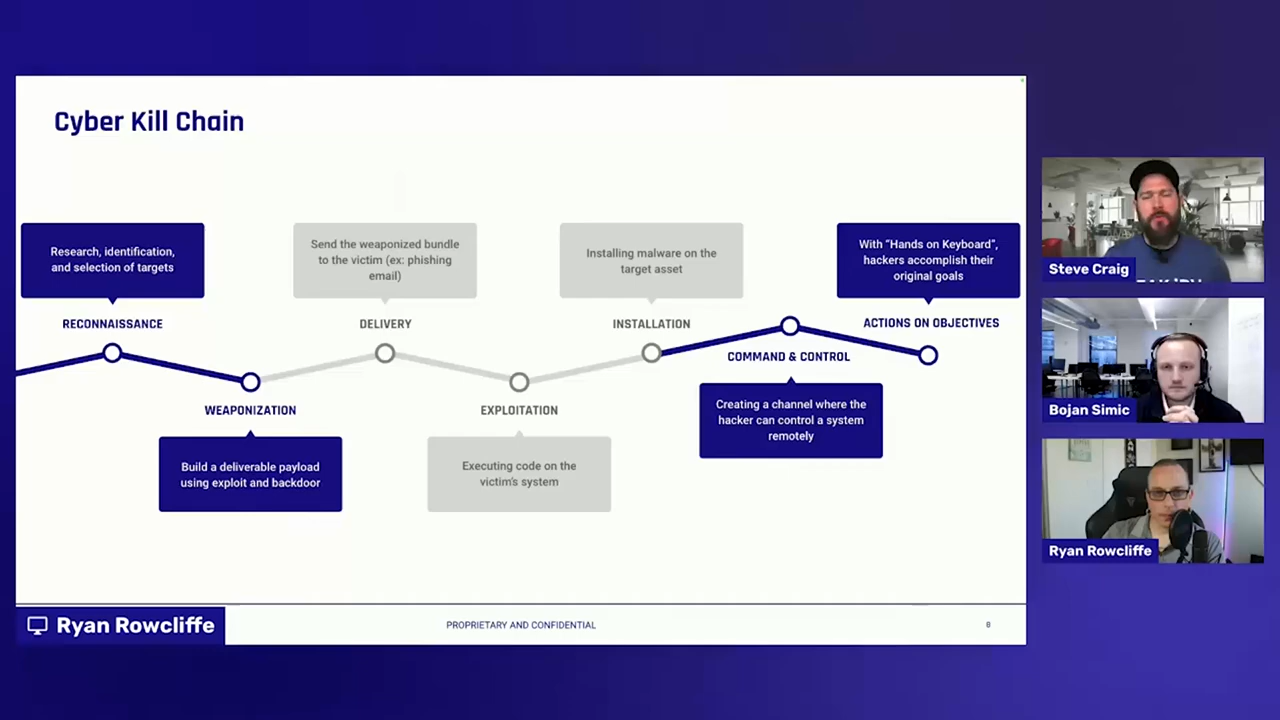 Cyber Kill Chain
Research, identification,
and selection of targets
RECONNAISSANCE
WEAPONIZATION
Build a deliverable payload
using exploit and backdoor
Send the weaponized bundle
to the victim (ex: phishing
email)
DELIVERY
EXPLOITATION
Executing code on the
victim's system
Installing malware on the
target asset
INSTALLATION
COMMAND & CONTROL
Creating a channel where the
hacker can control a system
remotely
With “Hands on Keyboard”,
hackers accomplish their
original goals
ACTIONS ON OBJECTIVES
Ryan Rowcliffe
PROPRIETARY AND CONFIDENTIAL
8
Steve Craig
Bojan Simic
Ryan Rowcliffe